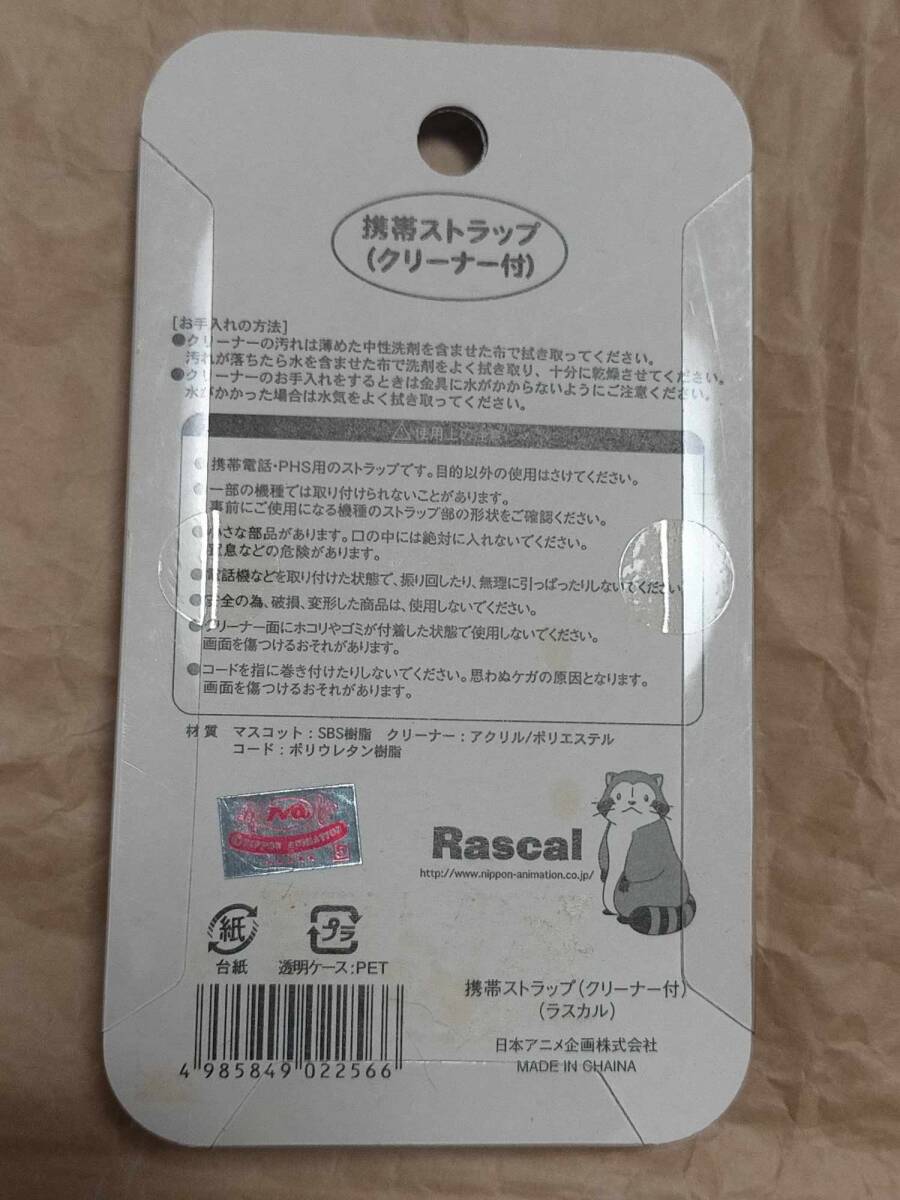 携帯ストラップ
(クリーナー付)
[お手入れの方法]
●クリーナーの汚れは薄めた中性洗剤を含ませた布で拭き取ってください。
汚れが落ちたら水を含ませた布で洗剤をよく拭き取り、十分に乾燥させてください。
●クリーナーのお手入れをするときは金具に水がかからないようにご注意ください。
水がかかった場合は水気をよく拭き取ってください。
⚠使用上の注意
●携帯電話・PHS用のストラップです。目的以外の使用はさけてください。
●一部の機種では取り付けられないことがあります。
事前にご使用になる機種のストラップ部の形状をご確認ください。
●小さな部品があります。口の中には絶対に入れないでください。
窒息などの危険があります。
●電話機などを取り付けた状態で、振り回したり、無理に引っぱったりしないでください
●安全の為、破損、変形した商品は、使用しないでください。
●クリーナー面にホコリやゴミが付着した状態で使用しないでください。
画面を傷つけるおそれがあります。
●コードを指に巻き付けたりしないでください。思わぬケガの原因となります。
画面を傷つけるおそれがあります。
材質 マスコット:SBS樹脂 クリーナー:アクリル/ポリエステル
コード:ポリウレタン樹脂
NIPPON ANIMATION
Rascal
http://www.nippon-animation.co.jp/
紙 プラ
台紙 透明ケース:PET
4 985849 022566
携帯ストラップ(クリーナー付)
(ラスカル)
日本アニメ企画株式会社
MADE IN CHAINA